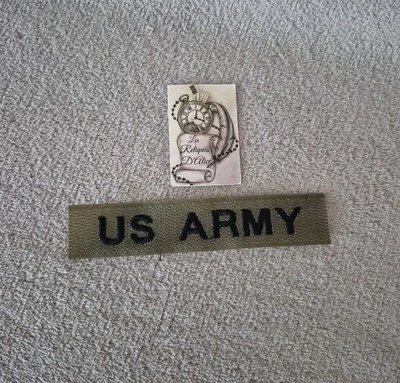 Les
Reliques
D'Alice
US ARMY